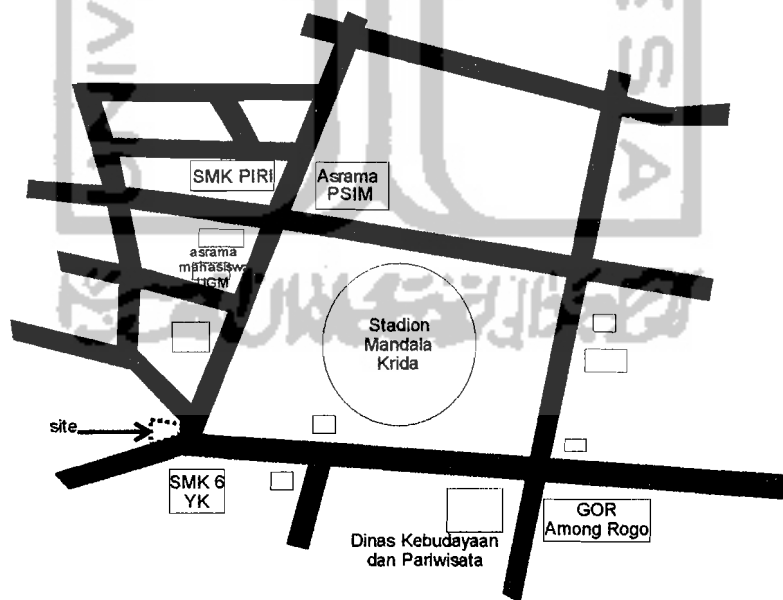 SMK PIRI
Asrama
PSIM
asrama
mahasiswa
UGM
Stadion
Mandala
Krida
site
SMK 6
YK
GOR
Among Rogo
Dinas Kebudayaan
dan Pariwisata